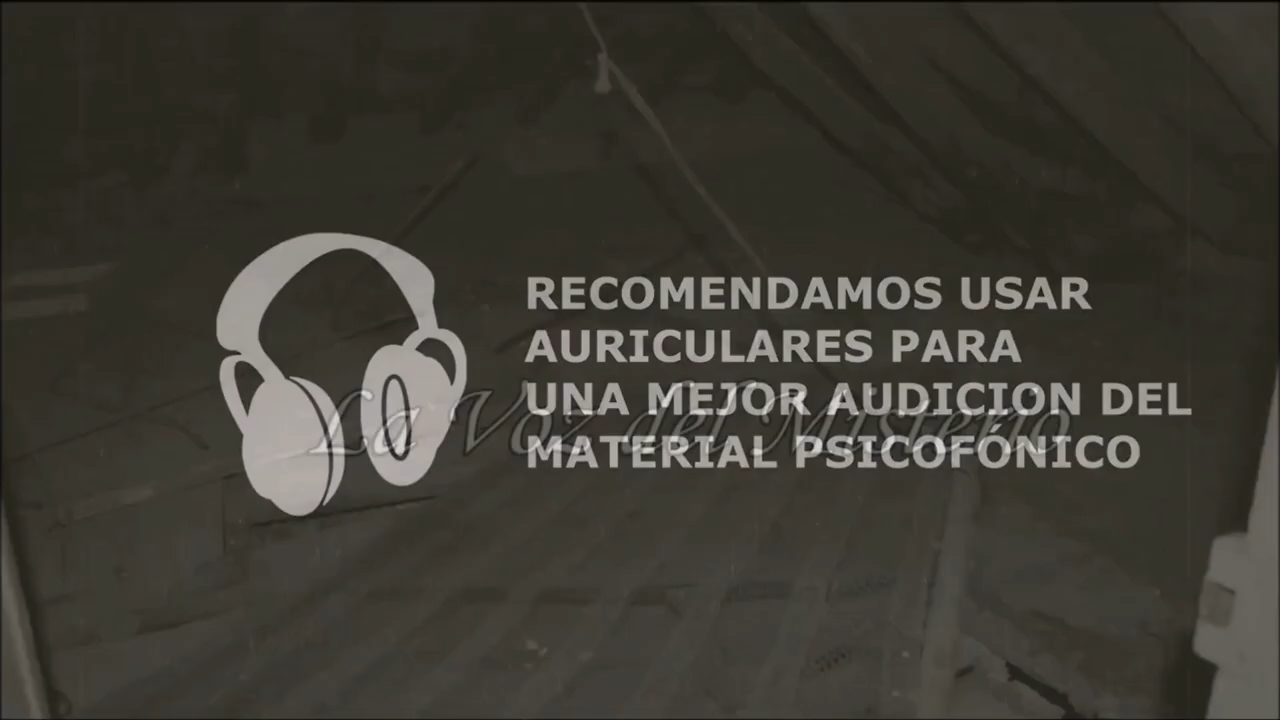 RECOMENDAMOS USAR
AURICULARES PARA
UNA MEJOR AUDICION DEL
MATERIAL PSICOFÓNICO
La Voz del Misterio